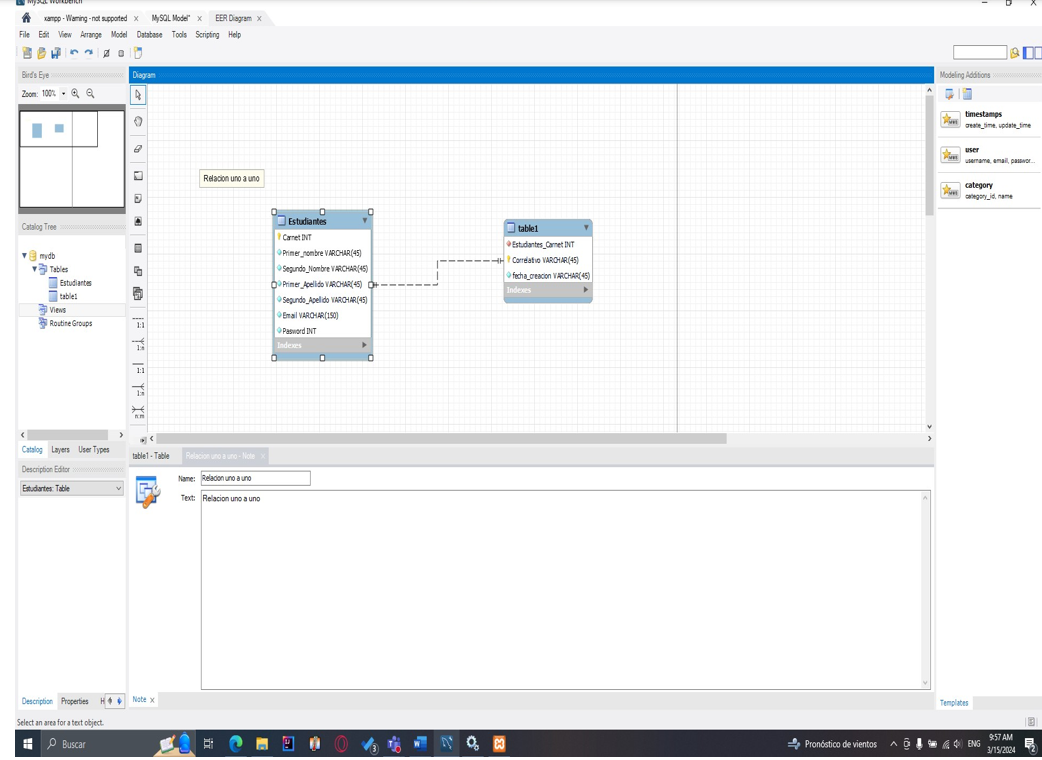 MySQL Workbench
xampp - Warning - not supported
MySQL Model*
EER Diagram
File Edit View Arrange Model Database Tools Scripting Help
Bird's Eye
Zoom: 100%
Diagram
Modeling Additions
timestamps
create_time, update_time
user
username, email, passwor...
category
category_id, name
Relacion uno a uno
Estudiantes
Carnet INT
Primer_nombre VARCHAR(45)
Segundo_Nombre VARCHAR(45)
Primer_Apellido VARCHAR(45)
Segundo_Apellido VARCHAR(45)
Email VARCHAR(150)
Pasword INT
Indexes
table1
Estudiantes_Carnet INT
Correlativo VARCHAR(45)
fecha_creacion VARCHAR(45)
Indexes
Catalog Tree
mydb
Tables
Estudiantes
table1
Views
Routine Groups
1:1
1:n
1:1
1:n
n:m
Catalog Layers User Types
Description Editor
Estudiantes: Table
table1 - Table
Relacion uno a uno - Note
Name: Relacion uno a uno
Text: Relacion uno a uno
Description Properties H
Note
Templates
Select an area for a text object.
Buscar
3
Pronóstico de vientos
ENG
9:57 AM
3/15/2024
2